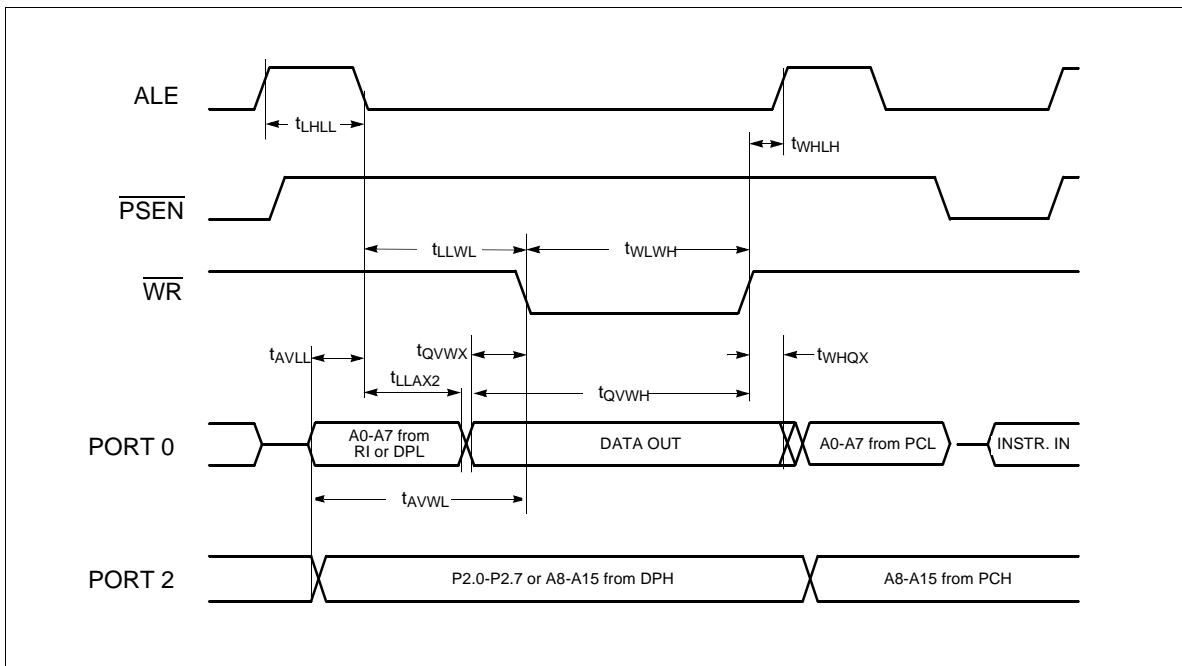 ALE
tLHLL
tWHLH
PSEN
tLLWL
tWLWH
WR
tAVLL
tQVWX
tWHQX
tLLAX2
tQVWH
PORT 0
A0-A7 from
RI or DPL
DATA OUT
A0-A7 from PCL
INSTR. IN
tAVWL
PORT 2
P2.0-P2.7 or A8-A15 from DPH
A8-A15 from PCH